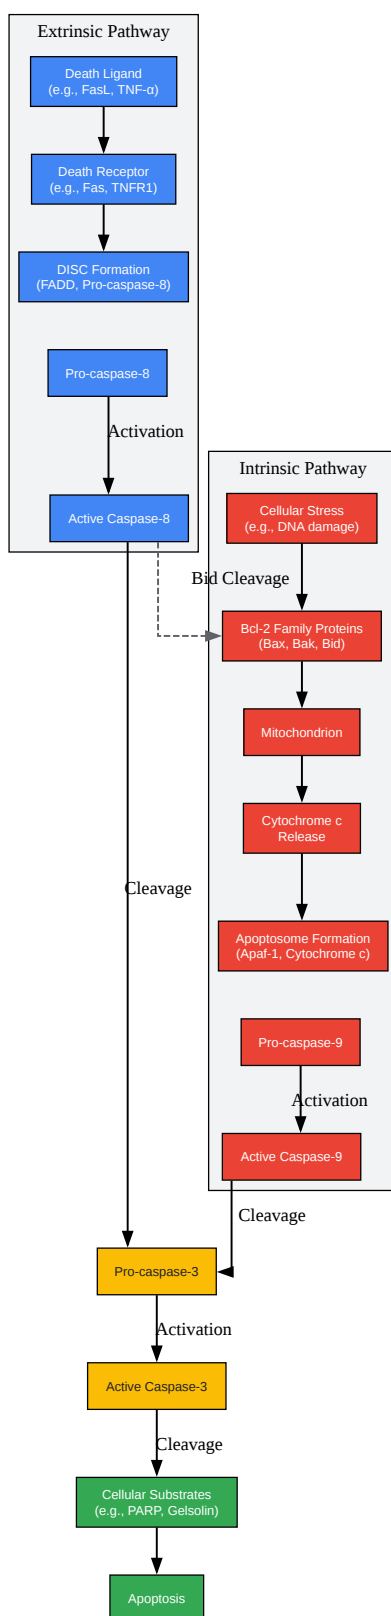 Extrinsic Pathway
Death Ligand
(e.g., FasL, TNF-α)
Death Receptor
(e.g., Fas, TNFR1)
DISC Formation
(FADD, Pro-caspase-8)
Pro-caspase-8
Activation
Active Caspase-8
Intrinsic Pathway
Cellular Stress
(e.g., DNA damage)
Bid Cleavage
Bcl-2 Family Proteins
(Bax, Bak, Bid)
Mitochondrion
Cytochrome c
Release
Cleavage
Apoptosome Formation
(Apaf-1, Cytochrome c)
Pro-caspase-9
Activation
Active Caspase-9
Cleavage
Pro-caspase-3
Activation
Active Caspase-3
Cleavage
Cellular Substrates
(e.g., PARP, Gelsolin)
Apoptosis